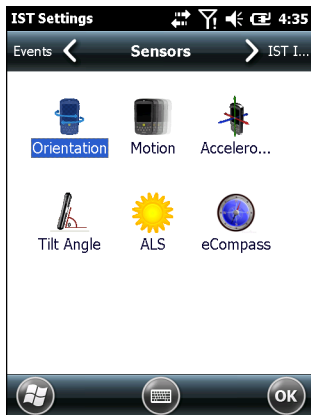 IST Settings 4:35
Events Sensors IST I...
Orientation Motion Accelero...
Tilt Angle ALS eCompass
OK